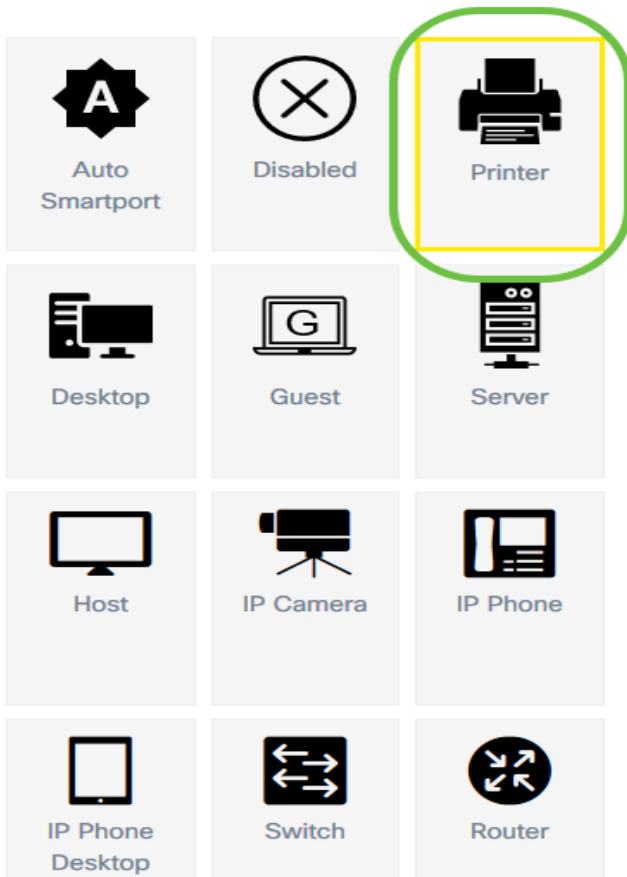 A
Auto
Smartport
Disabled
Printer
Desktop
G
Guest
Server
Host
IP Camera
IP Phone
IP Phone
Desktop
Switch
Router